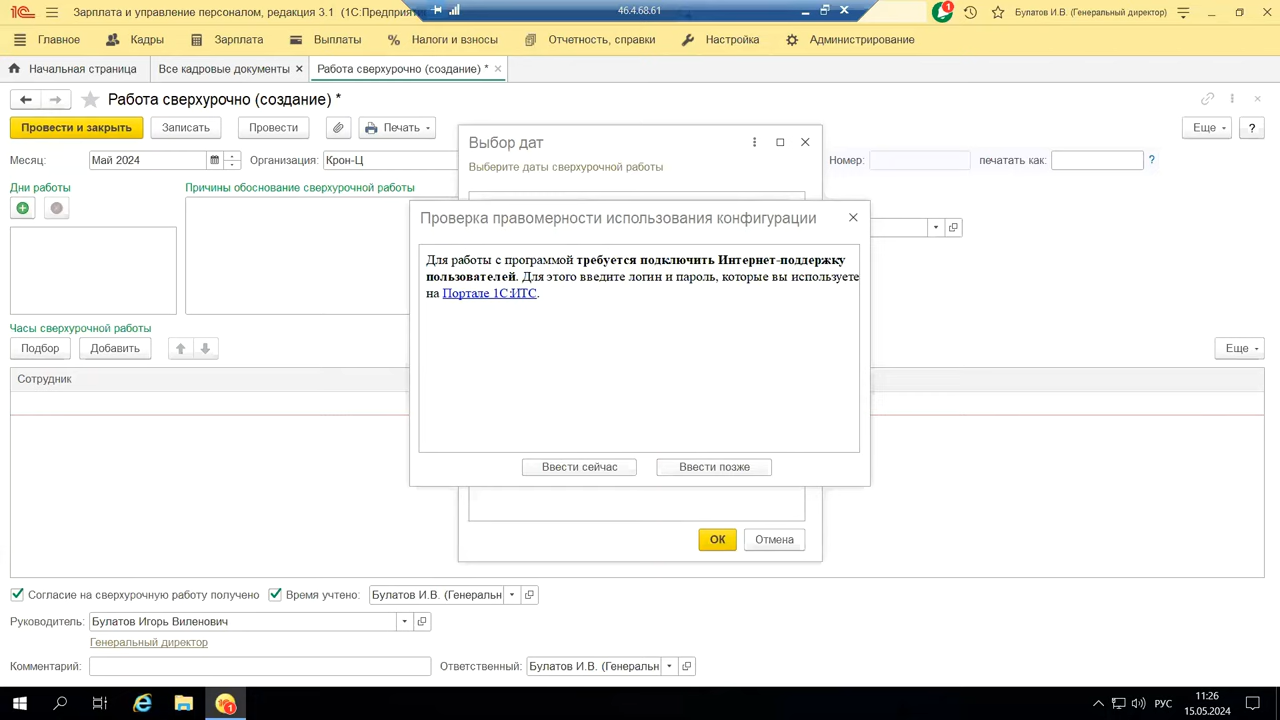 Зарплата и управление персоналом, редакция 3.1 (1С:Предприятие
46.4.68.61
1
Булатов И.В. (Генеральный директор)
Главное
Кадры
Зарплата
Выплаты
Налоги и взносы
Отчетность, справки
Настройка
Администрирование
Начальная страница
Все кадровые документы
Работа сверхурочно (создание) *
Работа сверхурочно (создание) *
Провести и закрыть
Записать
Провести
Печать
Выбор дат
Еще
?
Месяц:
Май 2024
Организация:
Крон-Ц
Выберите даты сверхурочной работы
Номер:
печатать как:
?
Дни работы
Причины обоснование сверхурочной работы
Проверка правомерности использования конфигурации
Для работы с программой требуется подключить Интернет-поддержку
пользователей. Для этого введите логин и пароль, которые вы используете
на Портале 1С:ИТС.
Часы сверхурочной работы
Подбор
Добавить
Еще
Сотрудник
Ввести сейчас
Ввести позже
ОК
Отмена
Согласие на сверхурочную работу получено
Время учтено:
Булатов И.В. (Генеральн
Руководитель:
Булатов Игорь Виленович
Генеральный директор
Комментарий:
Ответственный:
Булатов И.В. (Генеральн
1
РУС
11:26
15.05.2024